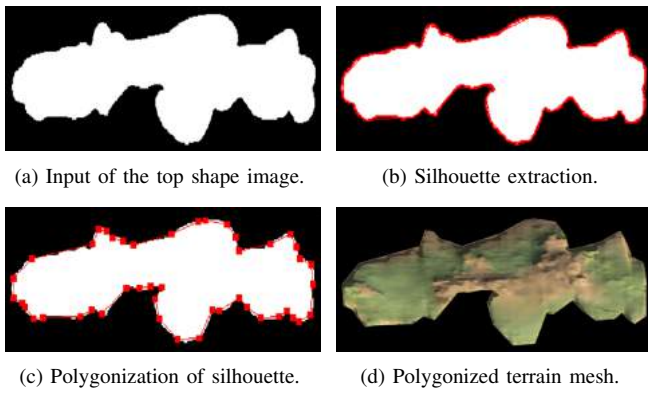 (a) Input of the top shape image.
(b) Silhouette extraction.
(c) Polygonization of silhouette.
(d) Polygonized terrain mesh.